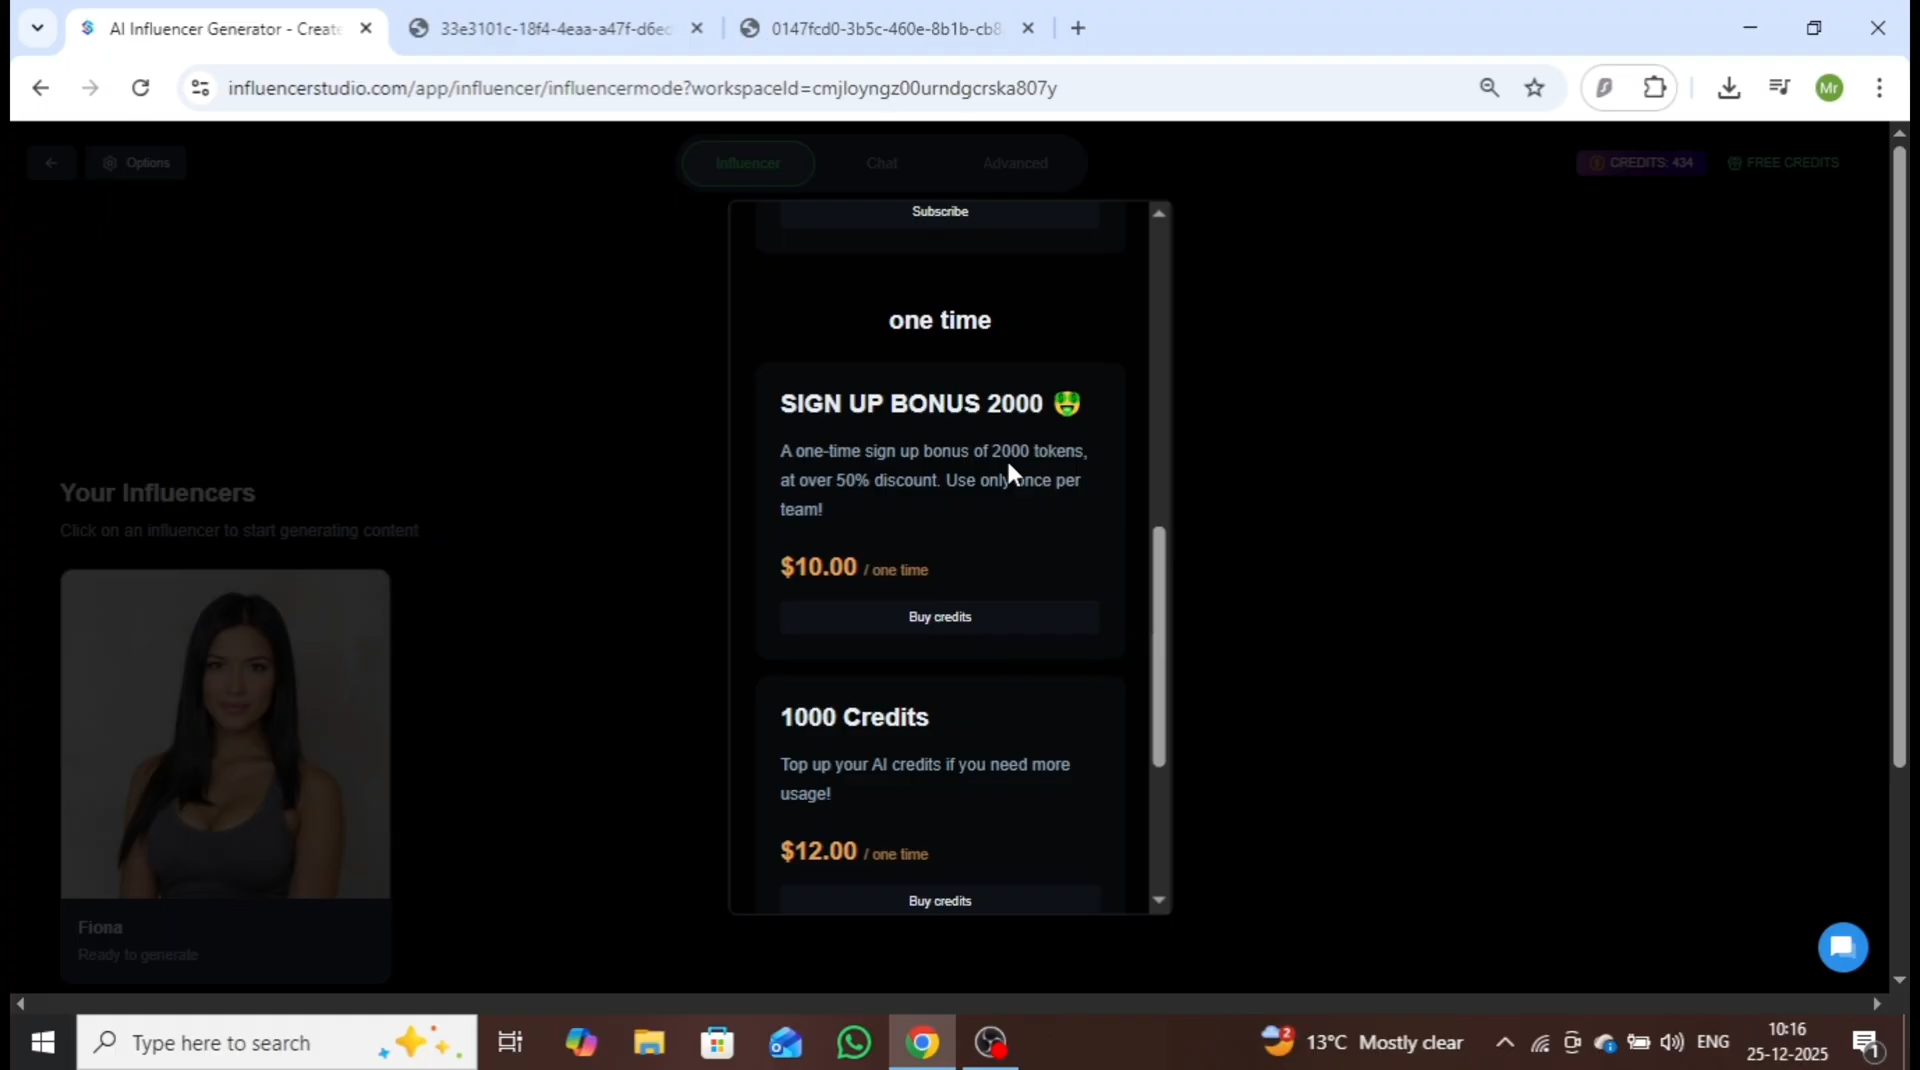 AI Influencer Generator - Create
33e3101c-18f4-4eaa-a47f-d6ec
0147fcd0-3b5c-460e-8b1b-cb8
influencerstudio.com/app/influencer/influencermode?workspaceId=cmjloyngz00urndgcrska807y
Mr
Options
Influencer
Chat
Advanced
CREDITS: 434
FREE CREDITS
Subscribe
one time
SIGN UP BONUS 2000 🤑
A one-time sign up bonus of 2000 tokens,
at over 50% discount. Use only once per
team!
$10.00 / one time
Buy credits
1000 Credits
Top up your AI credits if you need more
usage!
$12.00 / one time
Buy credits
Your Influencers
Click on an influencer to start generating content
Fiona
Ready to generate
Type here to search
2
13°C Mostly clear
ENG
10:16
25-12-2025
1